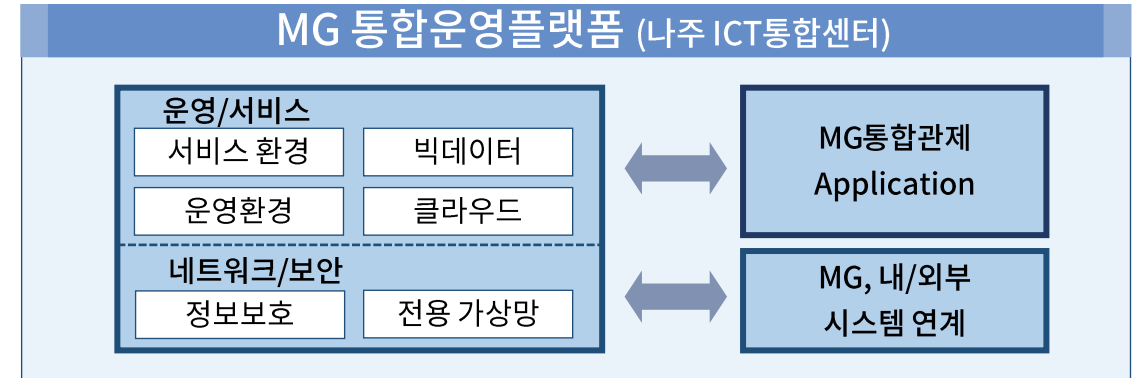 MG 통합운영플랫폼 (나주 ICT통합센터)
운영/서비스
서비스 환경
빅데이터
운영환경
클라우드
네트워크/보안
정보보호
전용 가상망
MG통합관제
Application
MG, 내/외부
시스템 연계